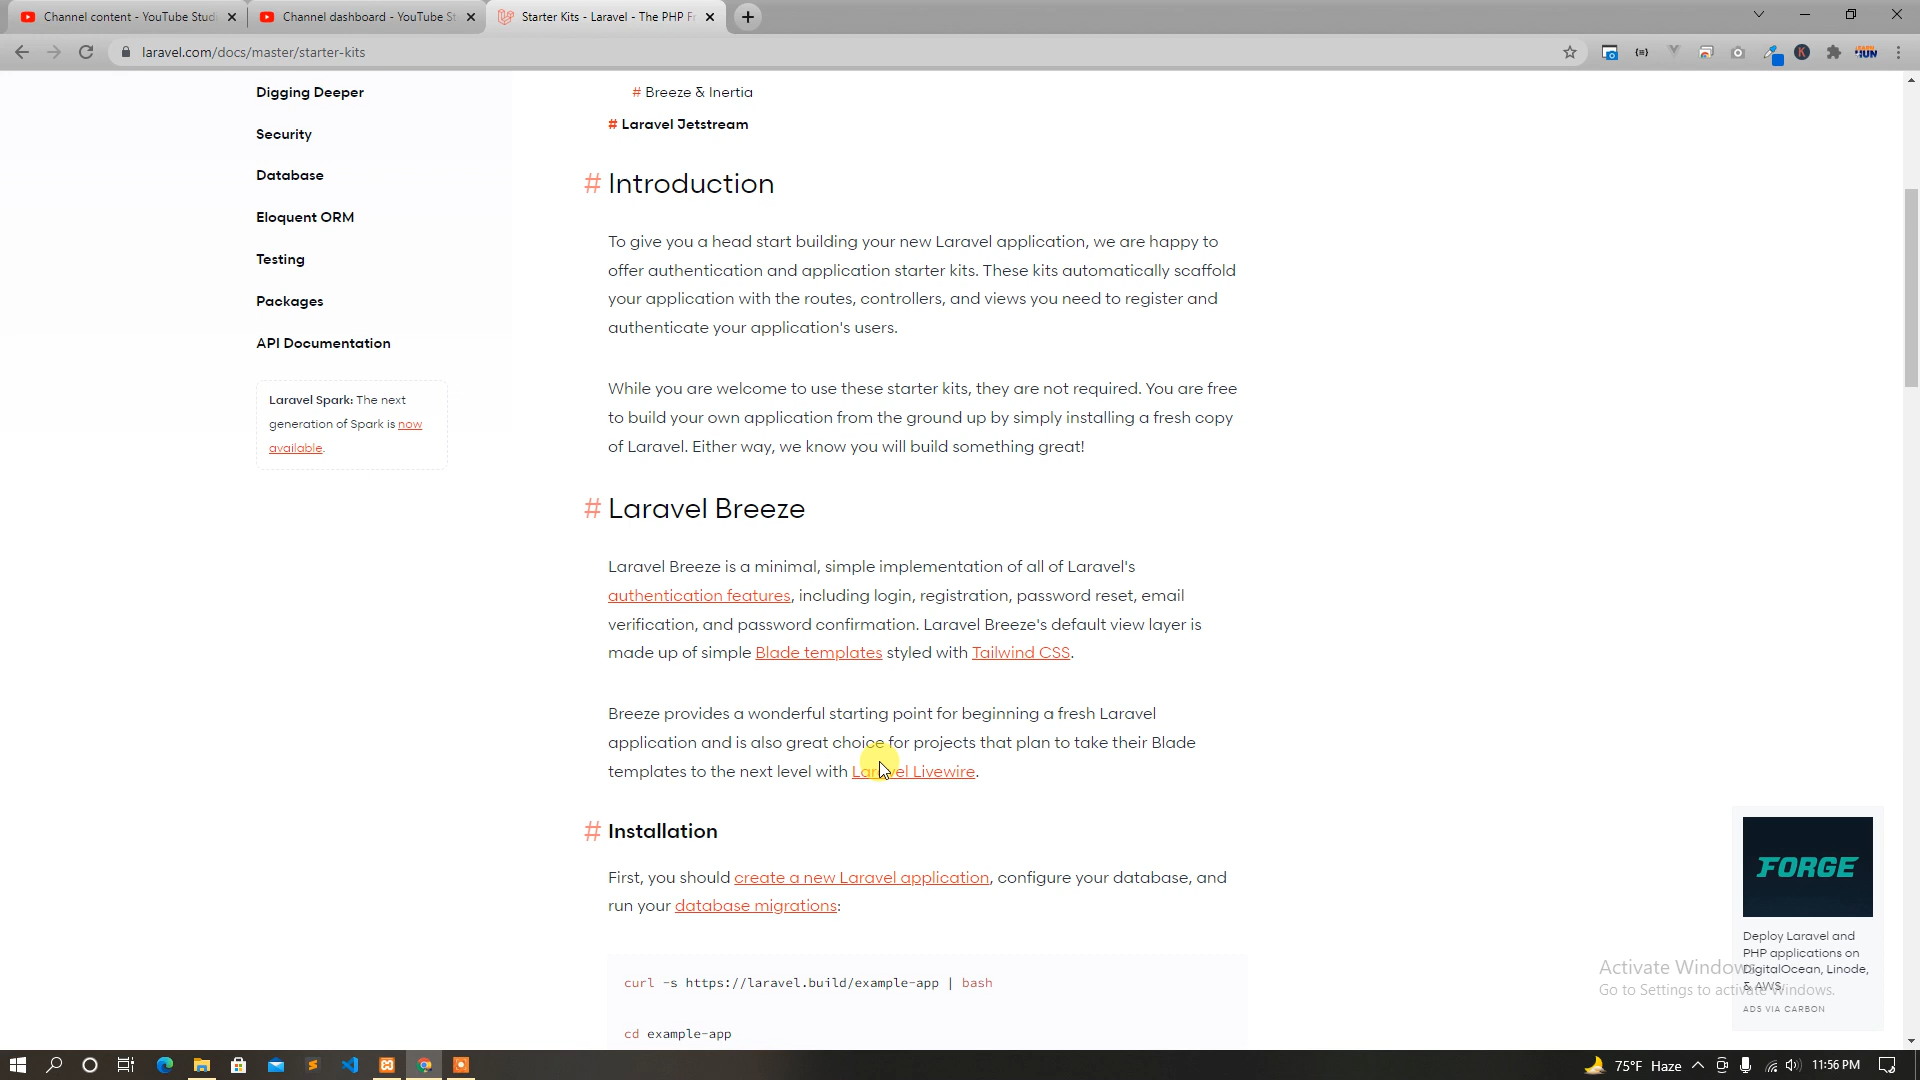 Channel content - YouTube Stud
Channel dashboard - YouTube St
Starter Kits - Laravel - The PHP Fr
laravel.com/docs/master/starter-kits
Digging Deeper
Security
Database
Eloquent ORM
Testing
Packages
API Documentation
Laravel Spark: The next
generation of Spark is now
available.
# Breeze & Inertia
# Laravel Jetstream
# Introduction
To give you a head start building your new Laravel application, we are happy to
offer authentication and application starter kits. These kits automatically scaffold
your application with the routes, controllers, and views you need to register and
authenticate your application's users.
While you are welcome to use these starter kits, they are not required. You are free
to build your own application from the ground up by simply installing a fresh copy
of Laravel. Either way, we know you will build something great!
# Laravel Breeze
Laravel Breeze is a minimal, simple implementation of all of Laravel's
authentication features, including login, registration, password reset, email
verification, and password confirmation. Laravel Breeze's default view layer is
made up of simple Blade templates styled with Tailwind CSS.
Breeze provides a wonderful starting point for beginning a fresh Laravel
application and is also great choice for projects that plan to take their Blade
templates to the next level with Laravel Livewire.
# Installation
First, you should create a new Laravel application, configure your database, and
run your database migrations:
curl -s https://laravel.build/example-app | bash
cd example-app
FORGE
Deploy Laravel and
PHP applications on
DigitalOcean, Linode,
& AWS.
ADS VIA CARBON
Activate Windows
Go to Settings to activate Windows.
75°F Haze
11:56 PM